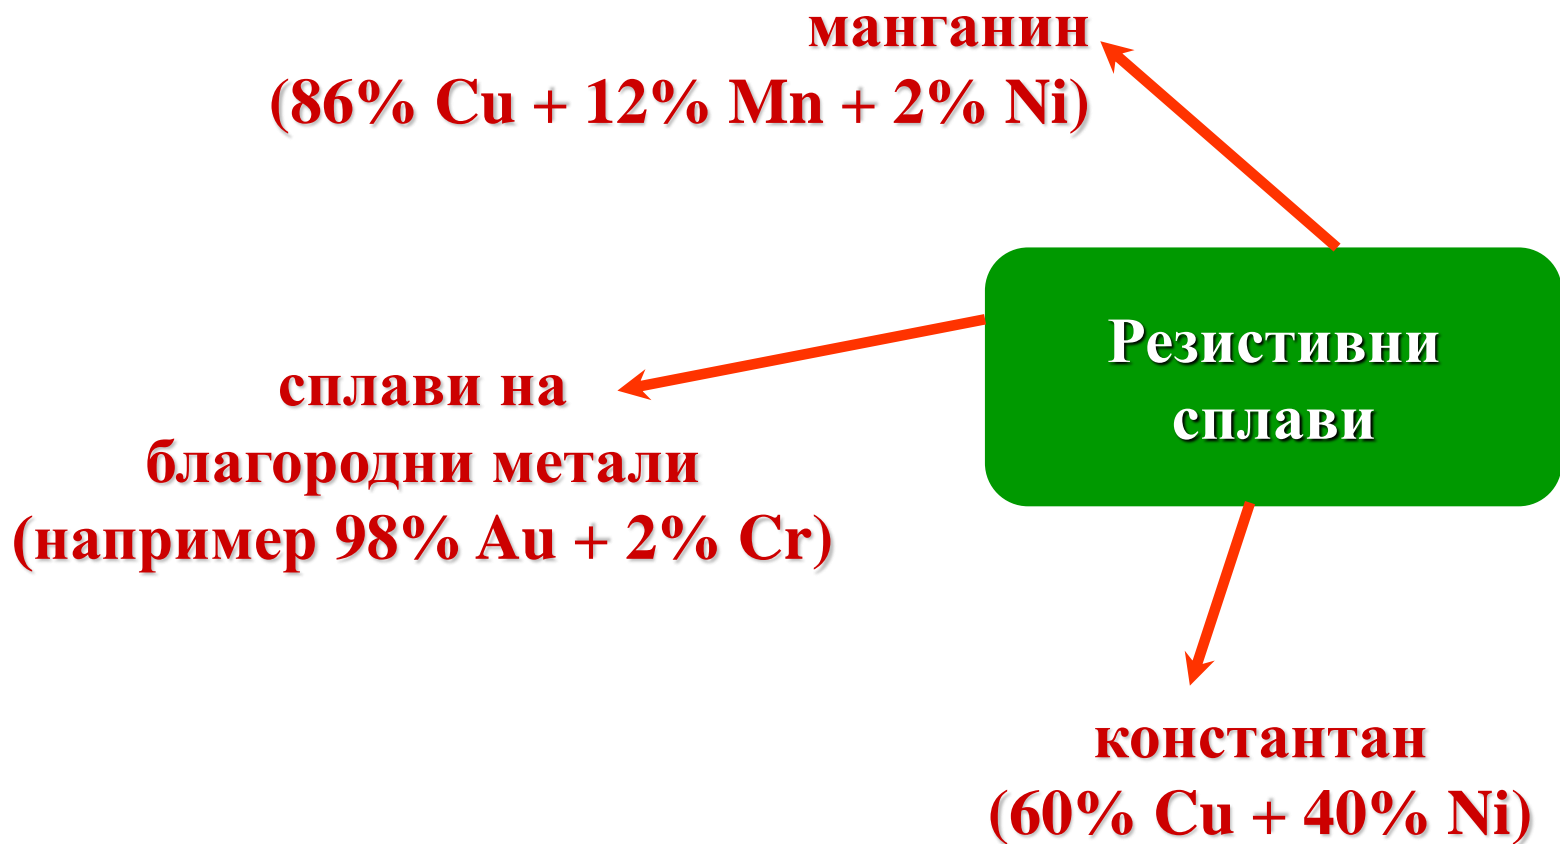 манганин
(86% Cu + 12% Mn + 2% Ni)
Резистивни
сплави
сплави на
благородни метали
(например 98% Au + 2% Cr)
константан
(60% Cu + 40% Ni)